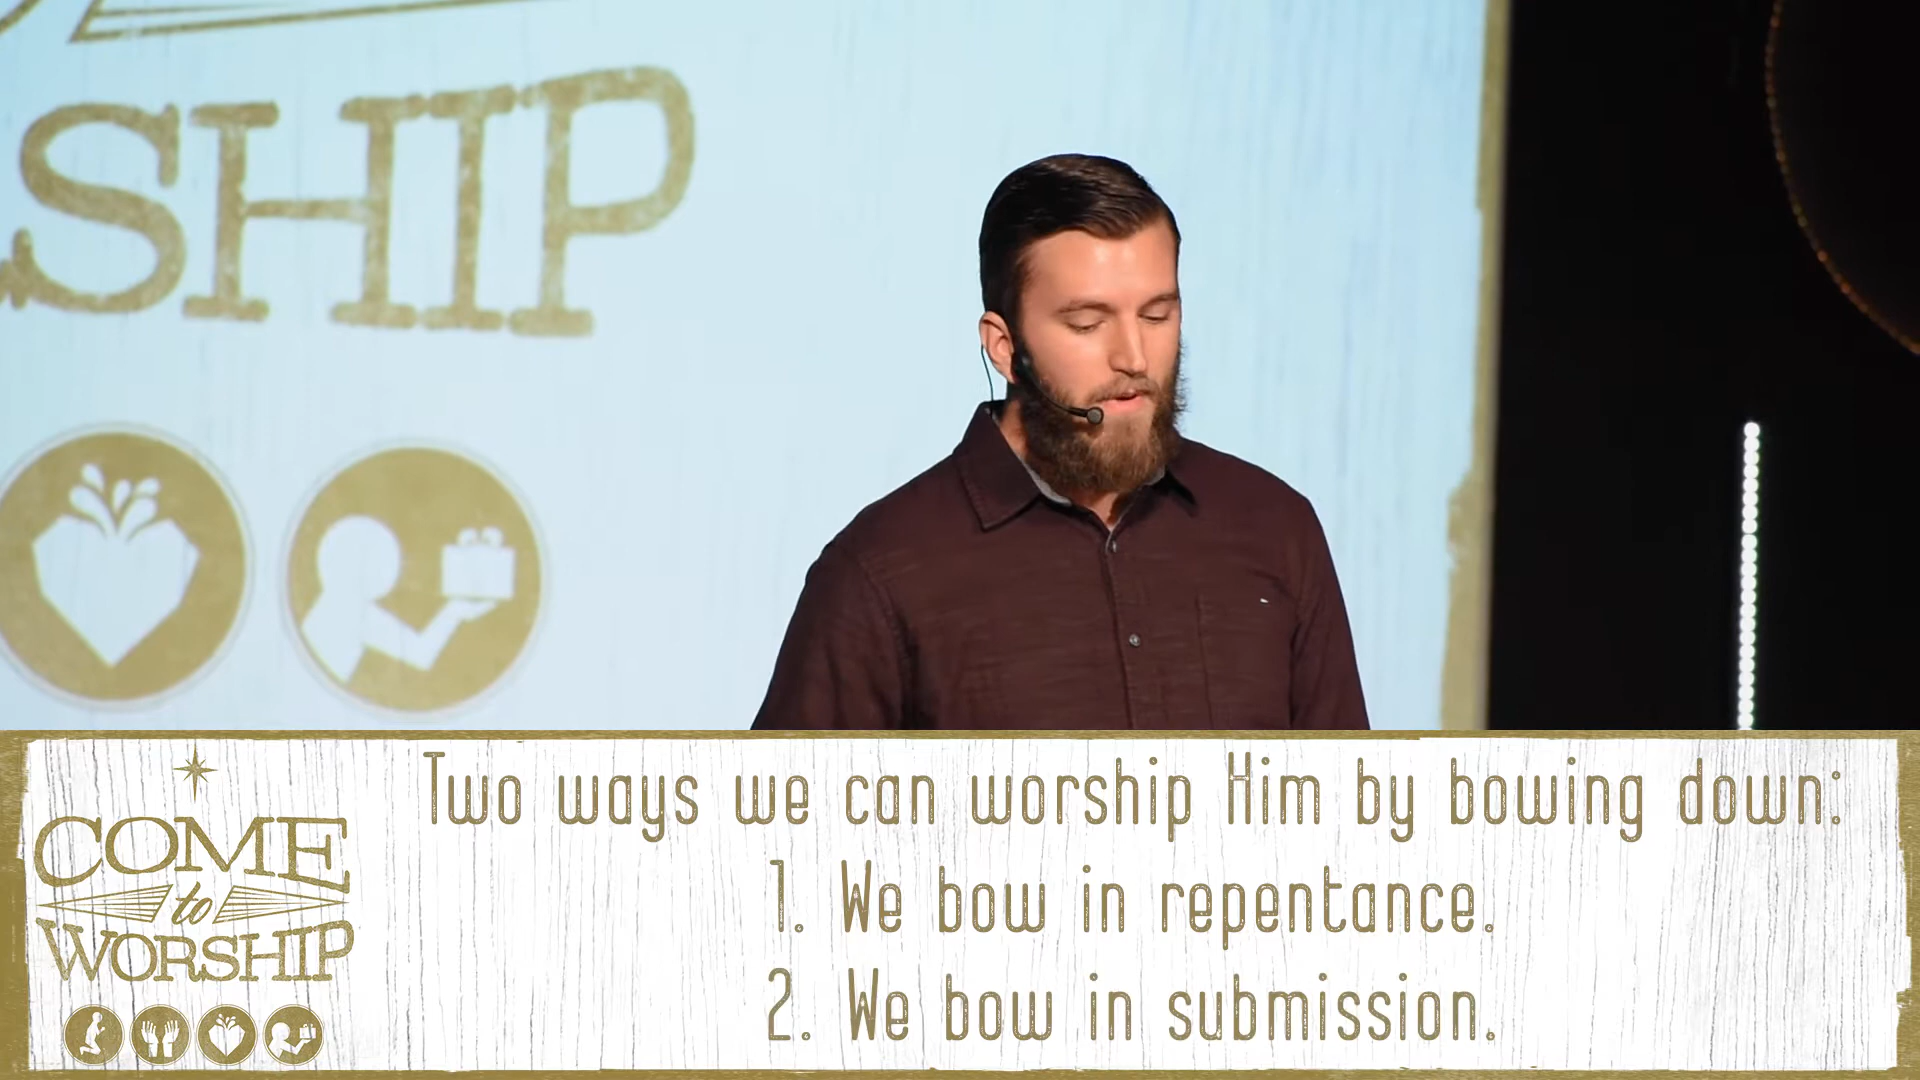 SHIP
COME
to
WORSHIP
Two ways we can worship Him by bowing down:
1. We bow in repentance.
2. We bow in submission.